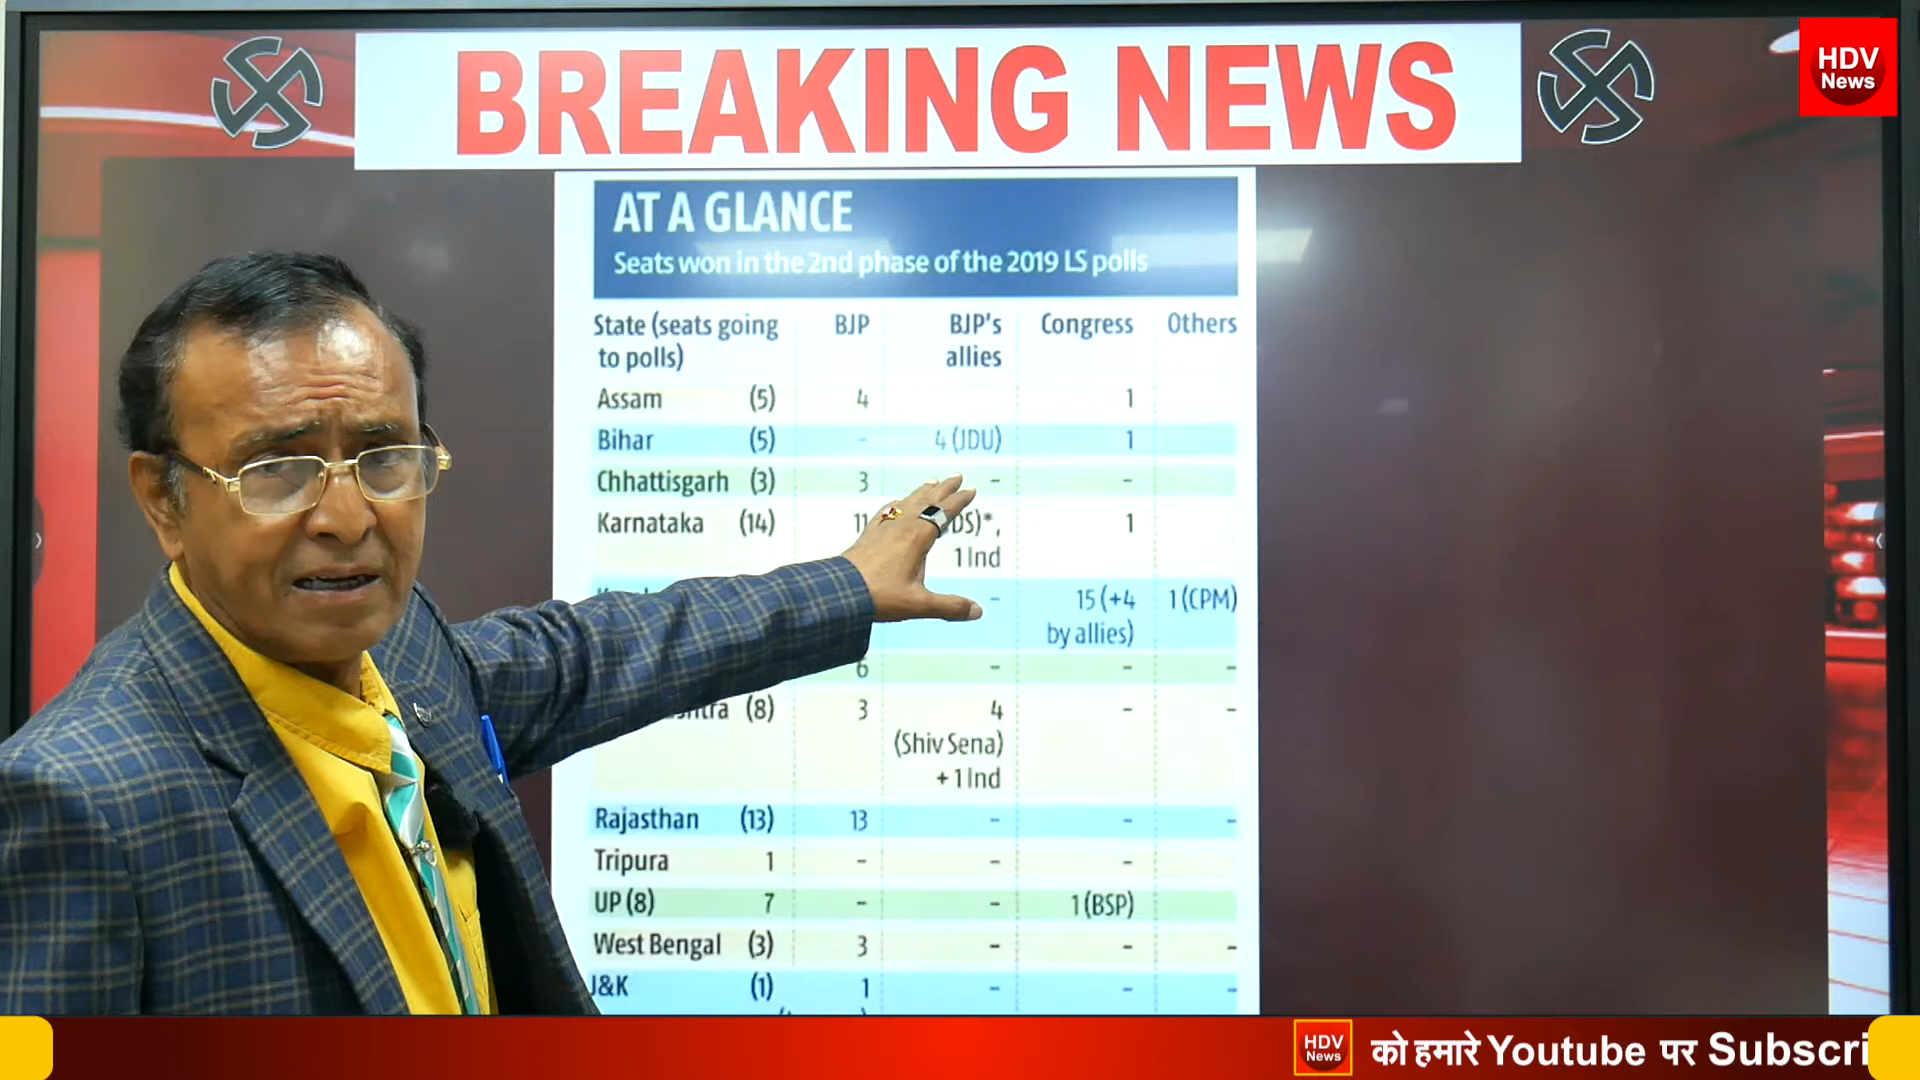 BREAKING NEWS
HDV
News
AT A GLANCE
Seats won in the 2nd phase of the 2019 LS polls
State (seats going to polls) BJP BJP's allies Congress Others
Assam (5) 4 1
Bihar (5) - 4 (JDU) 1
Chhattisgarh (3) 3 - -
Karnataka (14) 11 DS)*, 1
1 Ind
- 15 (+4 1 (CPM)
by allies)
6 - - -
(8) 3 4 - -
(Shiv Sena)
+ 1 Ind
Rajasthan (13) 13 - - -
Tripura 1 - - -
UP (8) 7 - - 1 (BSP)
West Bengal (3) 3 - - -
J&K (1) 1 - - -
HDV
News
को हमारे Youtube पर Subscri